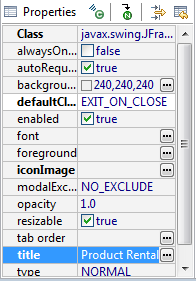 Properties
Class javax.swing.JFra...
alwaysOn... false
autoRequ... true
backgrou... 240,240,240
defaultCl... EXIT_ON_CLOSE
enabled true
font
foreground
iconImage
modalExc... NO_EXCLUDE
opacity 1.0
resizable true
tab order
title Product Rental
type NORMAL